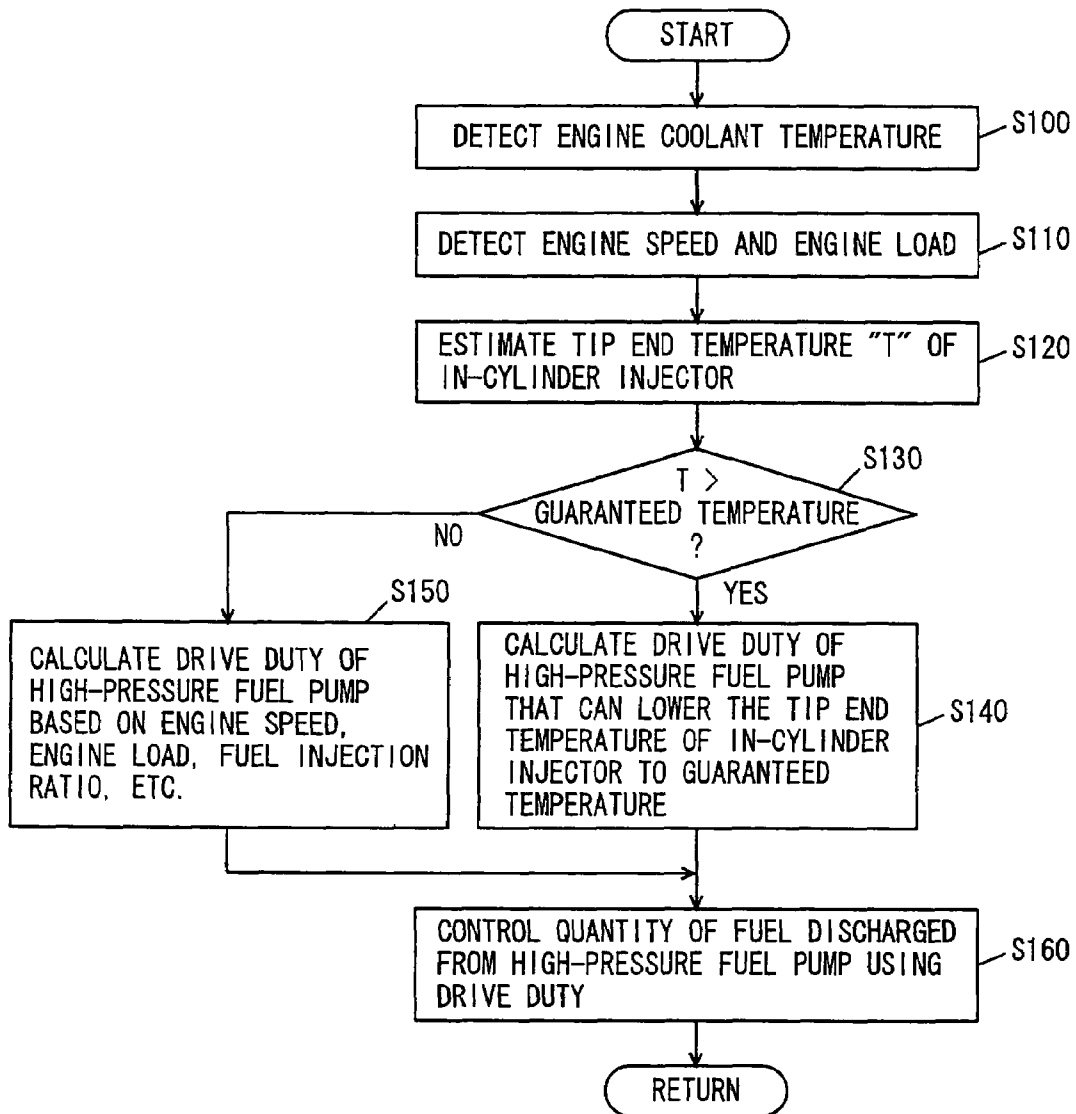 START
DETECT ENGINE COOLANT TEMPERATURE
S100
DETECT ENGINE SPEED AND ENGINE LOAD
S110
ESTIMATE TIP END TEMPERATURE "T" OF
IN-CYLINDER INJECTOR
S120
S130
T >
GUARANTEED TEMPERATURE
?
NO
YES
S150
CALCULATE DRIVE DUTY OF
HIGH-PRESSURE FUEL PUMP
BASED ON ENGINE SPEED,
ENGINE LOAD, FUEL INJECTION
RATIO, ETC.
CALCULATE DRIVE DUTY OF
HIGH-PRESSURE FUEL PUMP
THAT CAN LOWER THE TIP END
TEMPERATURE OF IN-CYLINDER
INJECTOR TO GUARANTEED
TEMPERATURE
S140
CONTROL QUANTITY OF FUEL DISCHARGED
FROM HIGH-PRESSURE FUEL PUMP USING
DRIVE DUTY
S160
RETURN